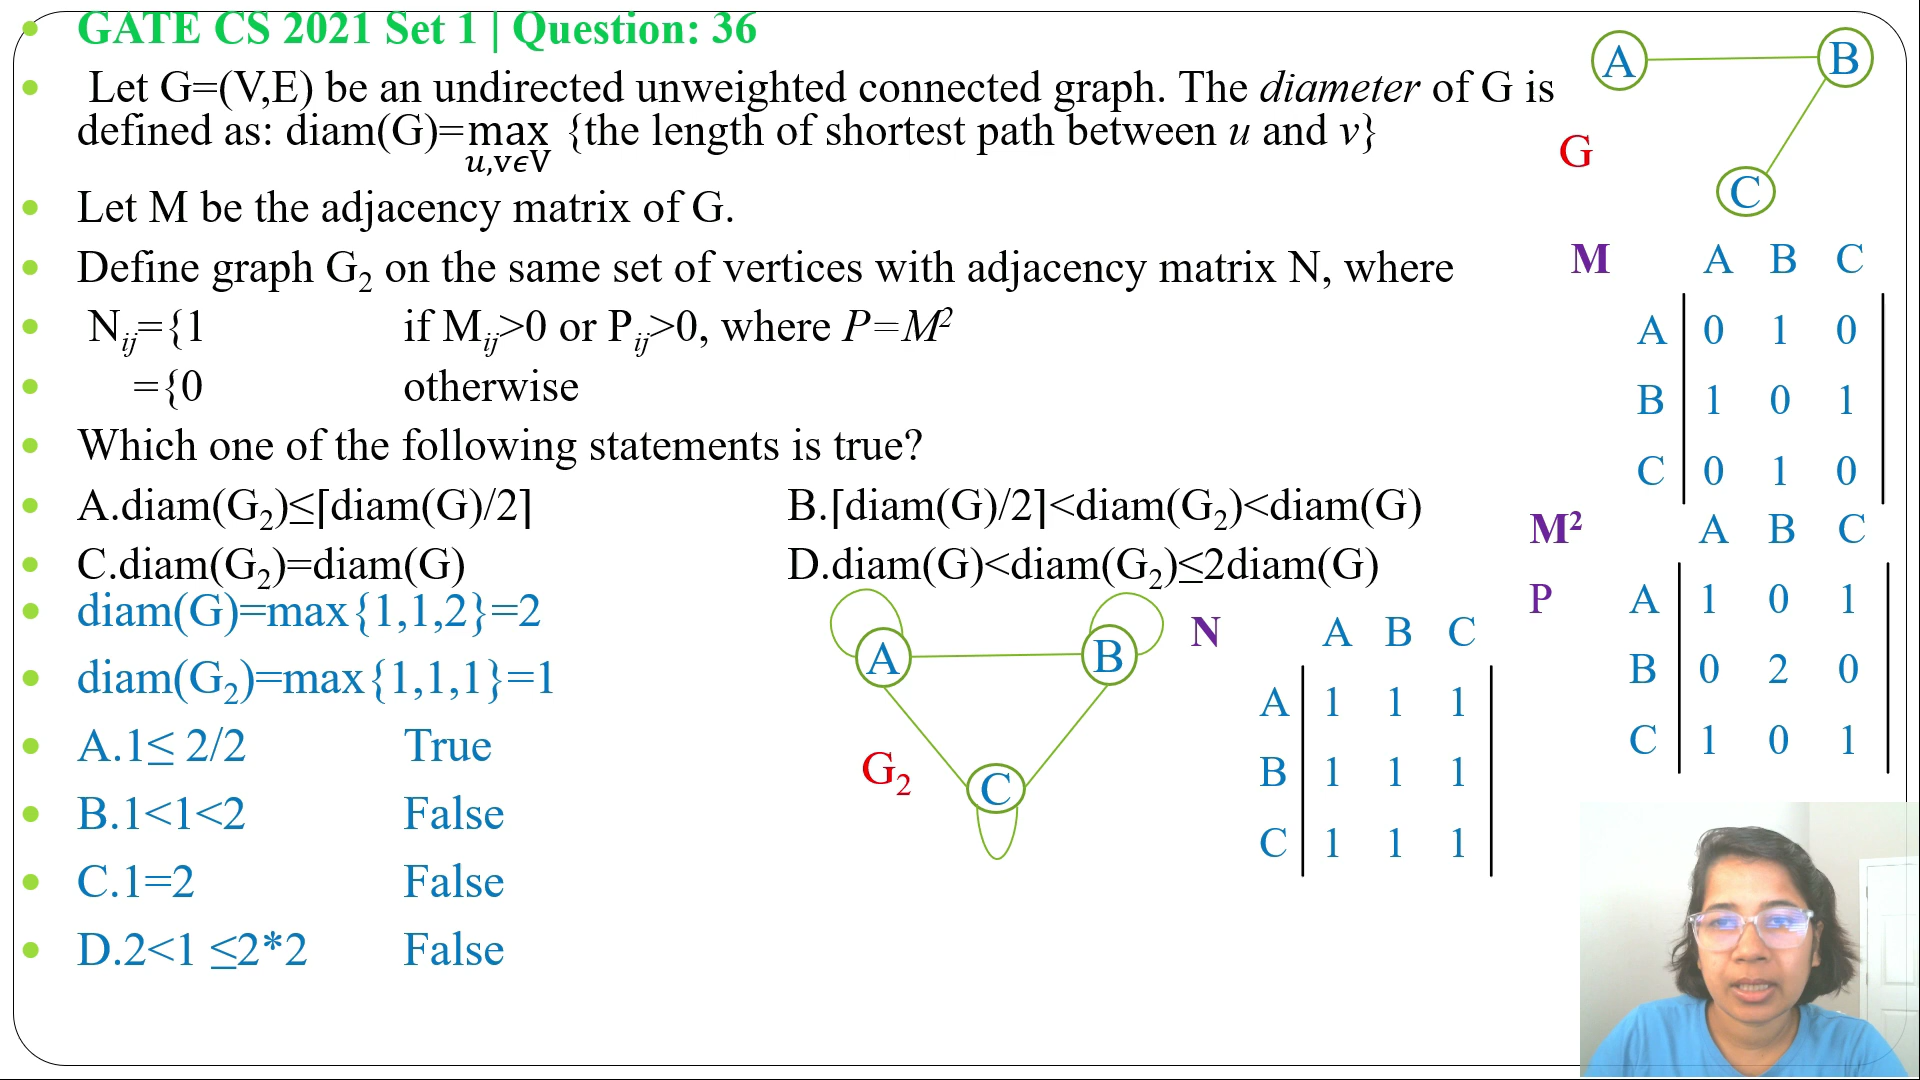 GATE CS 2021 Set 1 | Question: 36
Let G=(V,E) be an undirected unweighted connected graph. The diameter of G is
defined as: diam(G)=max {the length of shortest path between u and v}
u,vϵV
Let M be the adjacency matrix of G.
Define graph G₂ on the same set of vertices with adjacency matrix N, where
Nᵢⱼ={1 if Mᵢⱼ>0 or Pᵢⱼ>0, where P=M²
={0 otherwise
Which one of the following statements is true?
A.diam(G₂)≤⌈diam(G)/2⌉ B.⌈diam(G)/2⌉<diam(G₂)<diam(G)
C.diam(G₂)=diam(G) D.diam(G)<diam(G₂)≤2diam(G)
diam(G)=max{1,1,2}=2
diam(G₂)=max{1,1,1}=1
A.1≤ 2/2 True
B.1<1<2 False
C.1=2 False
D.2<1 ≤2*2 False
A B
G
C
M A B C
A 0 1 0
B 1 0 1
C 0 1 0
M² A B C
P A 1 0 1
B 0 2 0
C 1 0 1
A B
G₂
C
N A B C
A 1 1 1
B 1 1 1
C 1 1 1